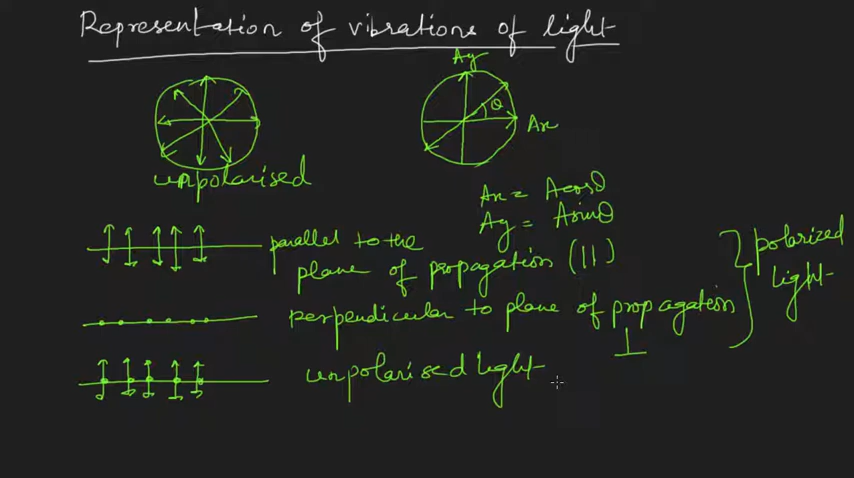 Representation of vibrations of light
Ay
θ
Ax
unpolarised
Ax = Acosθ
Ay = Asinθ
parallel to the
plane of propagation (||)
polarized
light
perpendicular to plane of propagation
⊥
unpolarised light